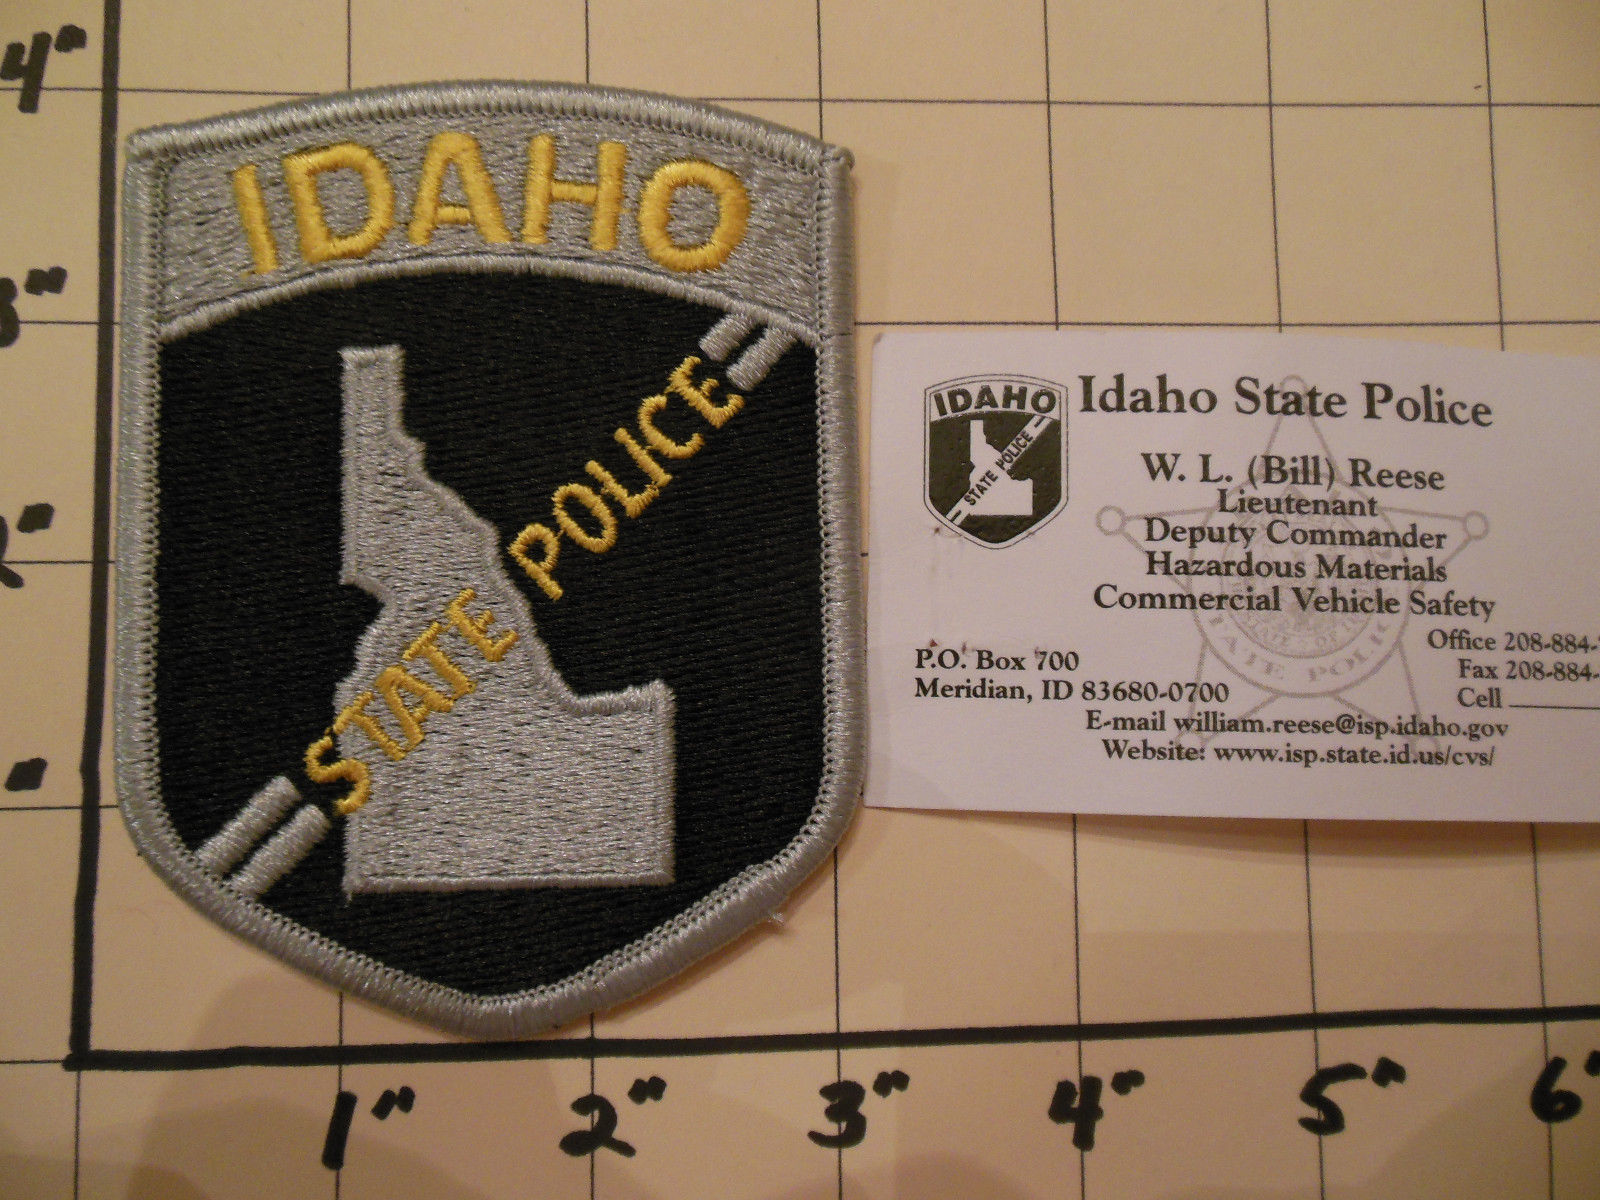 4"
3"
2"
"
IDAHO
STATE POLICE
IDAHO
STATE POLICE
Idaho State Police
W. L. (Bill) Reese
Lieutenant
Deputy Commander
Hazardous Materials
Commercial Vehicle Safety
Office 208-884-
P.O. Box 700
Fax 208-884-
Meridian, ID 83680-0700
Cell
E-mail william.reese@isp.idaho.gov
Website: www.isp.state.id.us/cvs/
STATE POLI
1" 2" 3" 4" 5" 6"